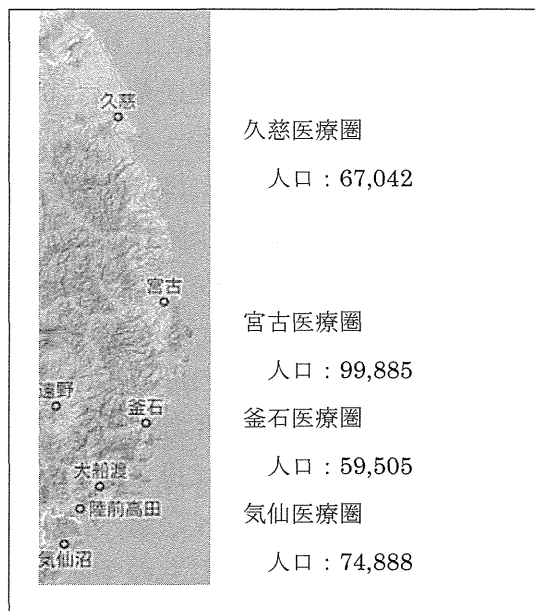 久慈
宮古
遠野
釜石
大船渡
陸前高田
気仙沼
久慈医療圏
人口：67,042
宮古医療圏
人口：99,885
釜石医療圏
人口：59,505
気仙医療圏
人口：74,888